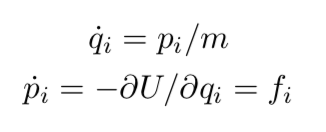 q̇ᵢ = pᵢ/m
ṗᵢ = −∂U/∂qᵢ = fᵢ